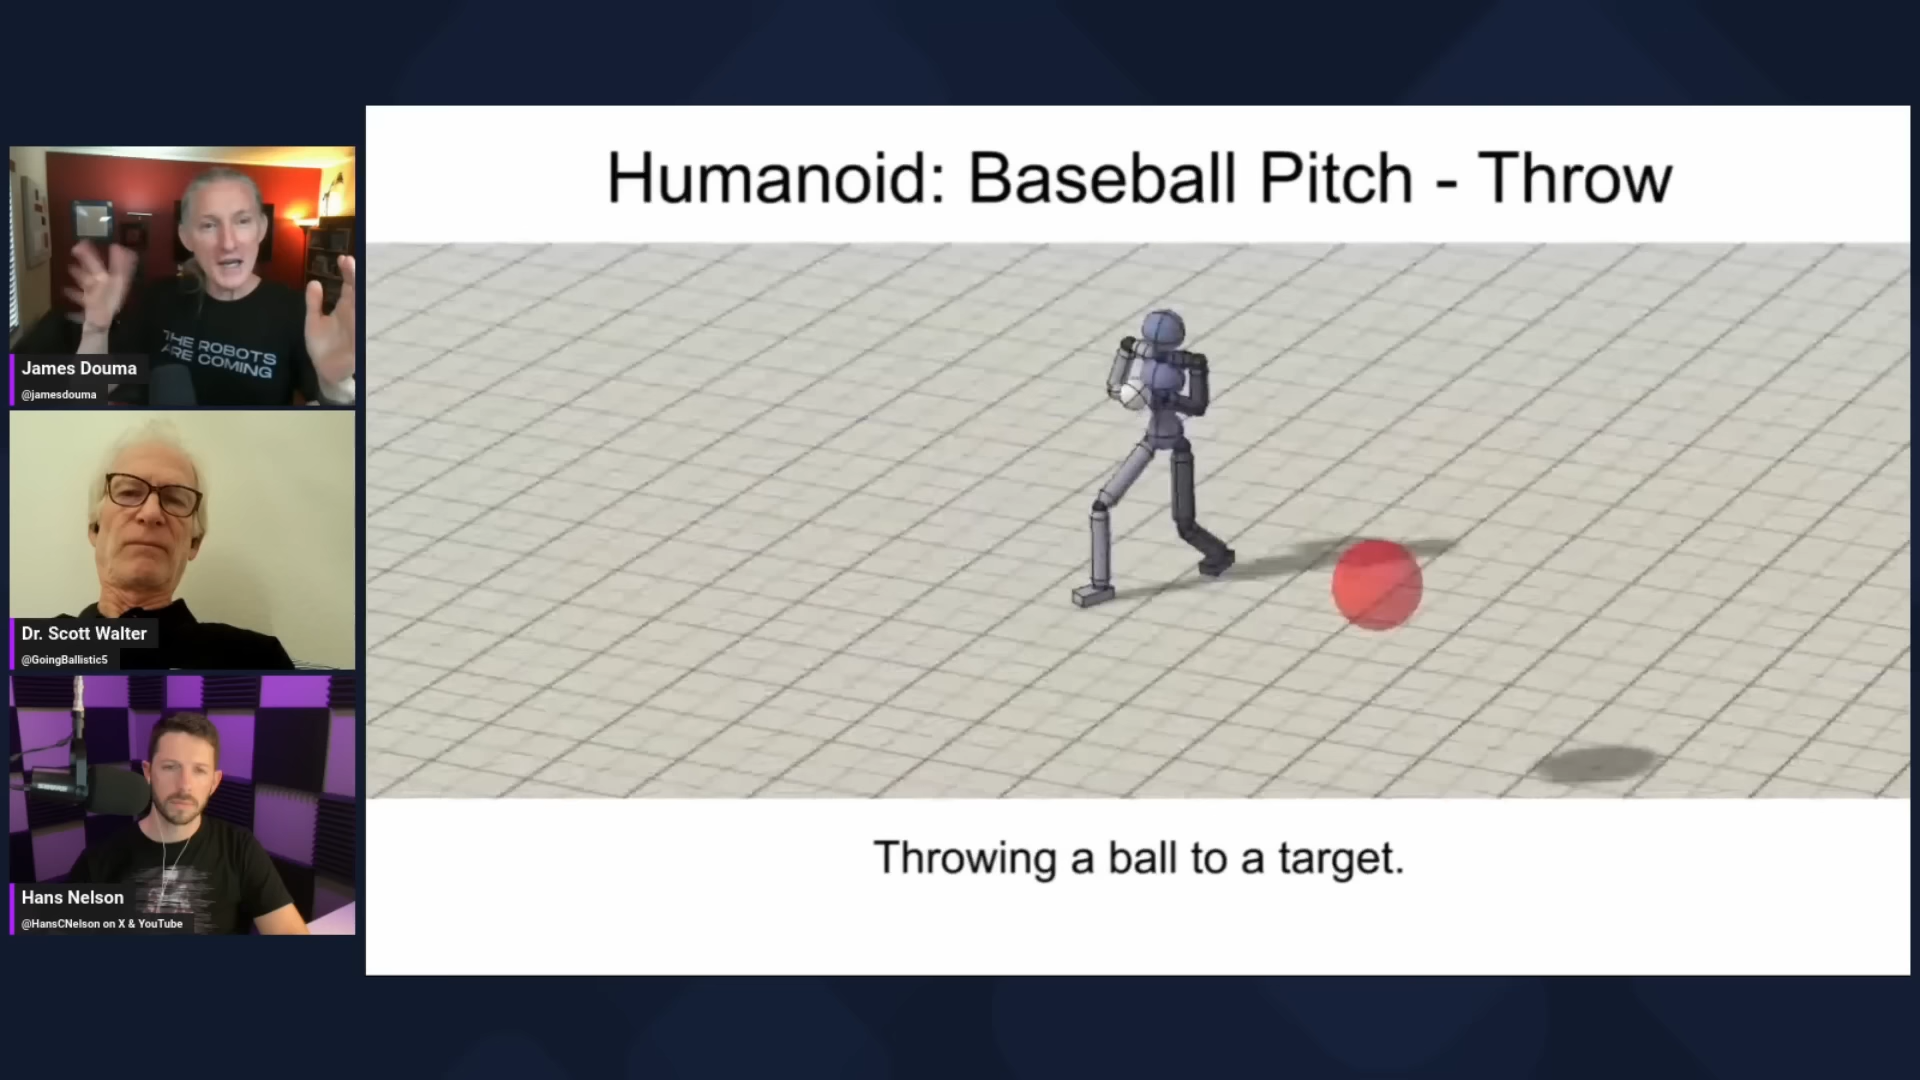 Humanoid: Baseball Pitch - Throw
THE ROBOTS
ARE COMING
James Douma
@jamesdouma
Dr. Scott Walter
@GoingBallistic5
Hans Nelson
@HansCNelson on X & YouTube
Throwing a ball to a target.